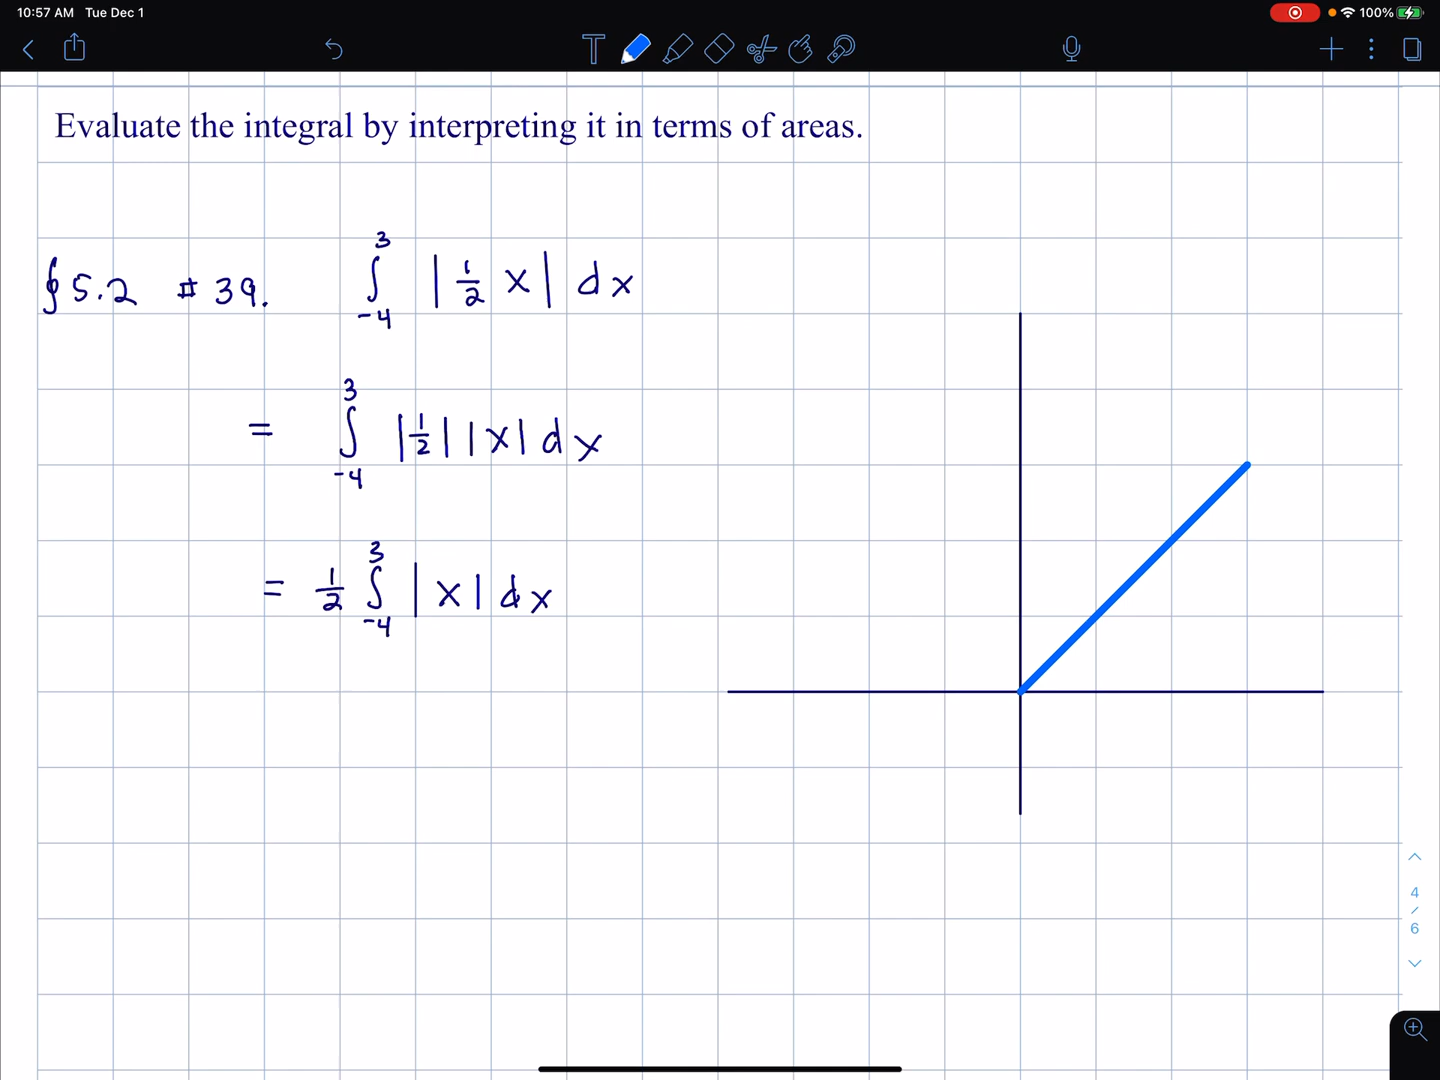 10:57 AM Tue Dec 1 100%
Evaluate the integral by interpreting it in terms of areas.
§5.2 #39. ∫_{-4}^{3} |½ x| dx
= ∫_{-4}^{3} |½| |x| dx
= ½ ∫_{-4}^{3} |x| dx
4
/
6